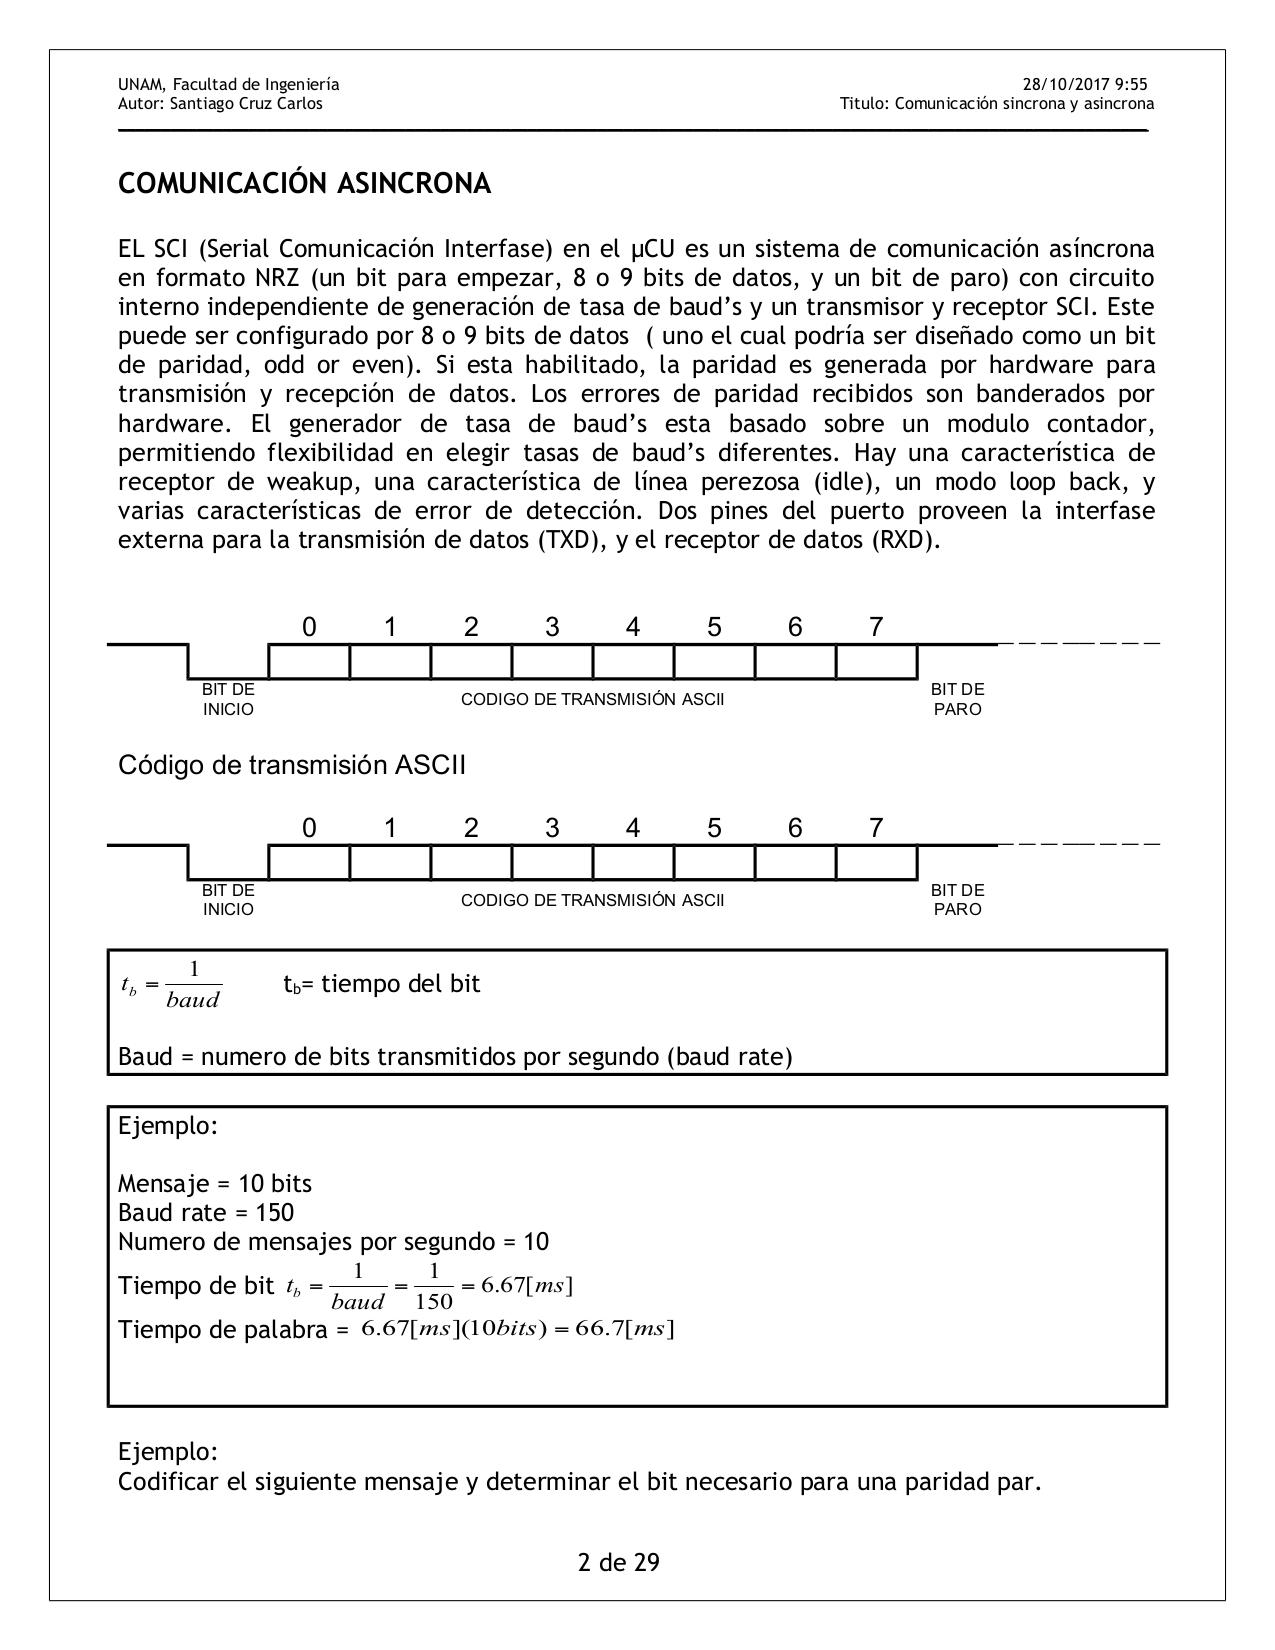 UNAM, Facultad de Ingeniería 28/10/2017 9:55
Autor: Santiago Cruz Carlos Titulo: Comunicación sincrona y asincrona
COMUNICACIÓN ASINCRONA
EL SCI (Serial Comunicación Interfase) en el µCU es un sistema de comunicación asíncrona
en formato NRZ (un bit para empezar, 8 o 9 bits de datos, y un bit de paro) con circuito
interno independiente de generación de tasa de baud’s y un transmisor y receptor SCI. Este
puede ser configurado por 8 o 9 bits de datos ( uno el cual podría ser diseñado como un bit
de paridad, odd or even). Si esta habilitado, la paridad es generada por hardware para
transmisión y recepción de datos. Los errores de paridad recibidos son banderados por
hardware. El generador de tasa de baud’s esta basado sobre un modulo contador,
permitiendo flexibilidad en elegir tasas de baud’s diferentes. Hay una característica de
receptor de weakup, una característica de línea perezosa (idle), un modo loop back, y
varias características de error de detección. Dos pines del puerto proveen la interfase
externa para la transmisión de datos (TXD), y el receptor de datos (RXD).
0 1 2 3 4 5 6 7
BIT DE INICIO CODIGO DE TRANSMISIÓN ASCII BIT DE PARO
Código de transmisión ASCII
0 1 2 3 4 5 6 7
BIT DE INICIO CODIGO DE TRANSMISIÓN ASCII BIT DE PARO
t_b = 1/baud t_b= tiempo del bit
Baud = numero de bits transmitidos por segundo (baud rate)
Ejemplo:
Mensaje = 10 bits
Baud rate = 150
Numero de mensajes por segundo = 10
Tiempo de bit t_b = 1/baud = 1/150 = 6.67[ms]
Tiempo de palabra = 6.67[ms](10bits) = 66.7[ms]
Ejemplo:
Codificar el siguiente mensaje y determinar el bit necesario para una paridad par.
2 de 29